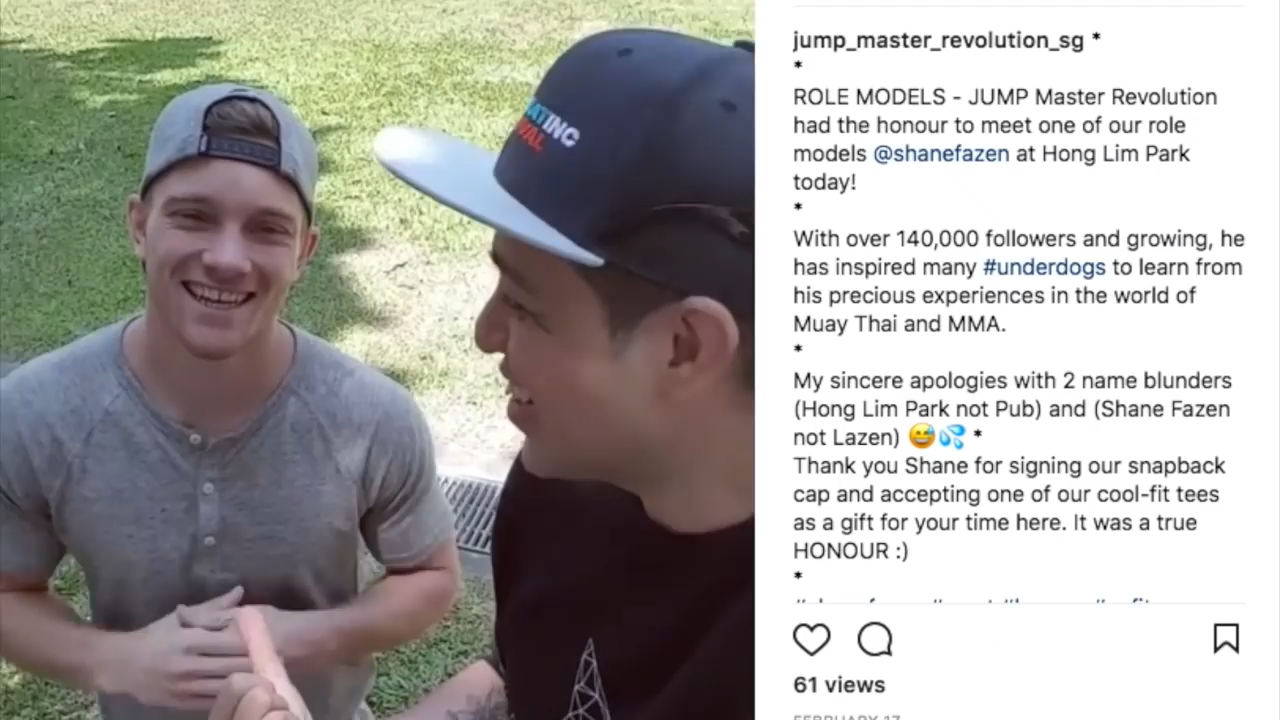 ATINC
VAL
jump_master_revolution_sg *
*
ROLE MODELS - JUMP Master Revolution
had the honour to meet one of our role
models @shanefazen at Hong Lim Park
today!
*
With over 140,000 followers and growing, he
has inspired many #underdogs to learn from
his precious experiences in the world of
Muay Thai and MMA.
*
My sincere apologies with 2 name blunders
(Hong Lim Park not Pub) and (Shane Fazen
not Lazen) 😅💦 *
Thank you Shane for signing our snapback
cap and accepting one of our cool-fit tees
as a gift for your time here. It was a true
HONOUR :)
*
61 views
FEBRUARY 17